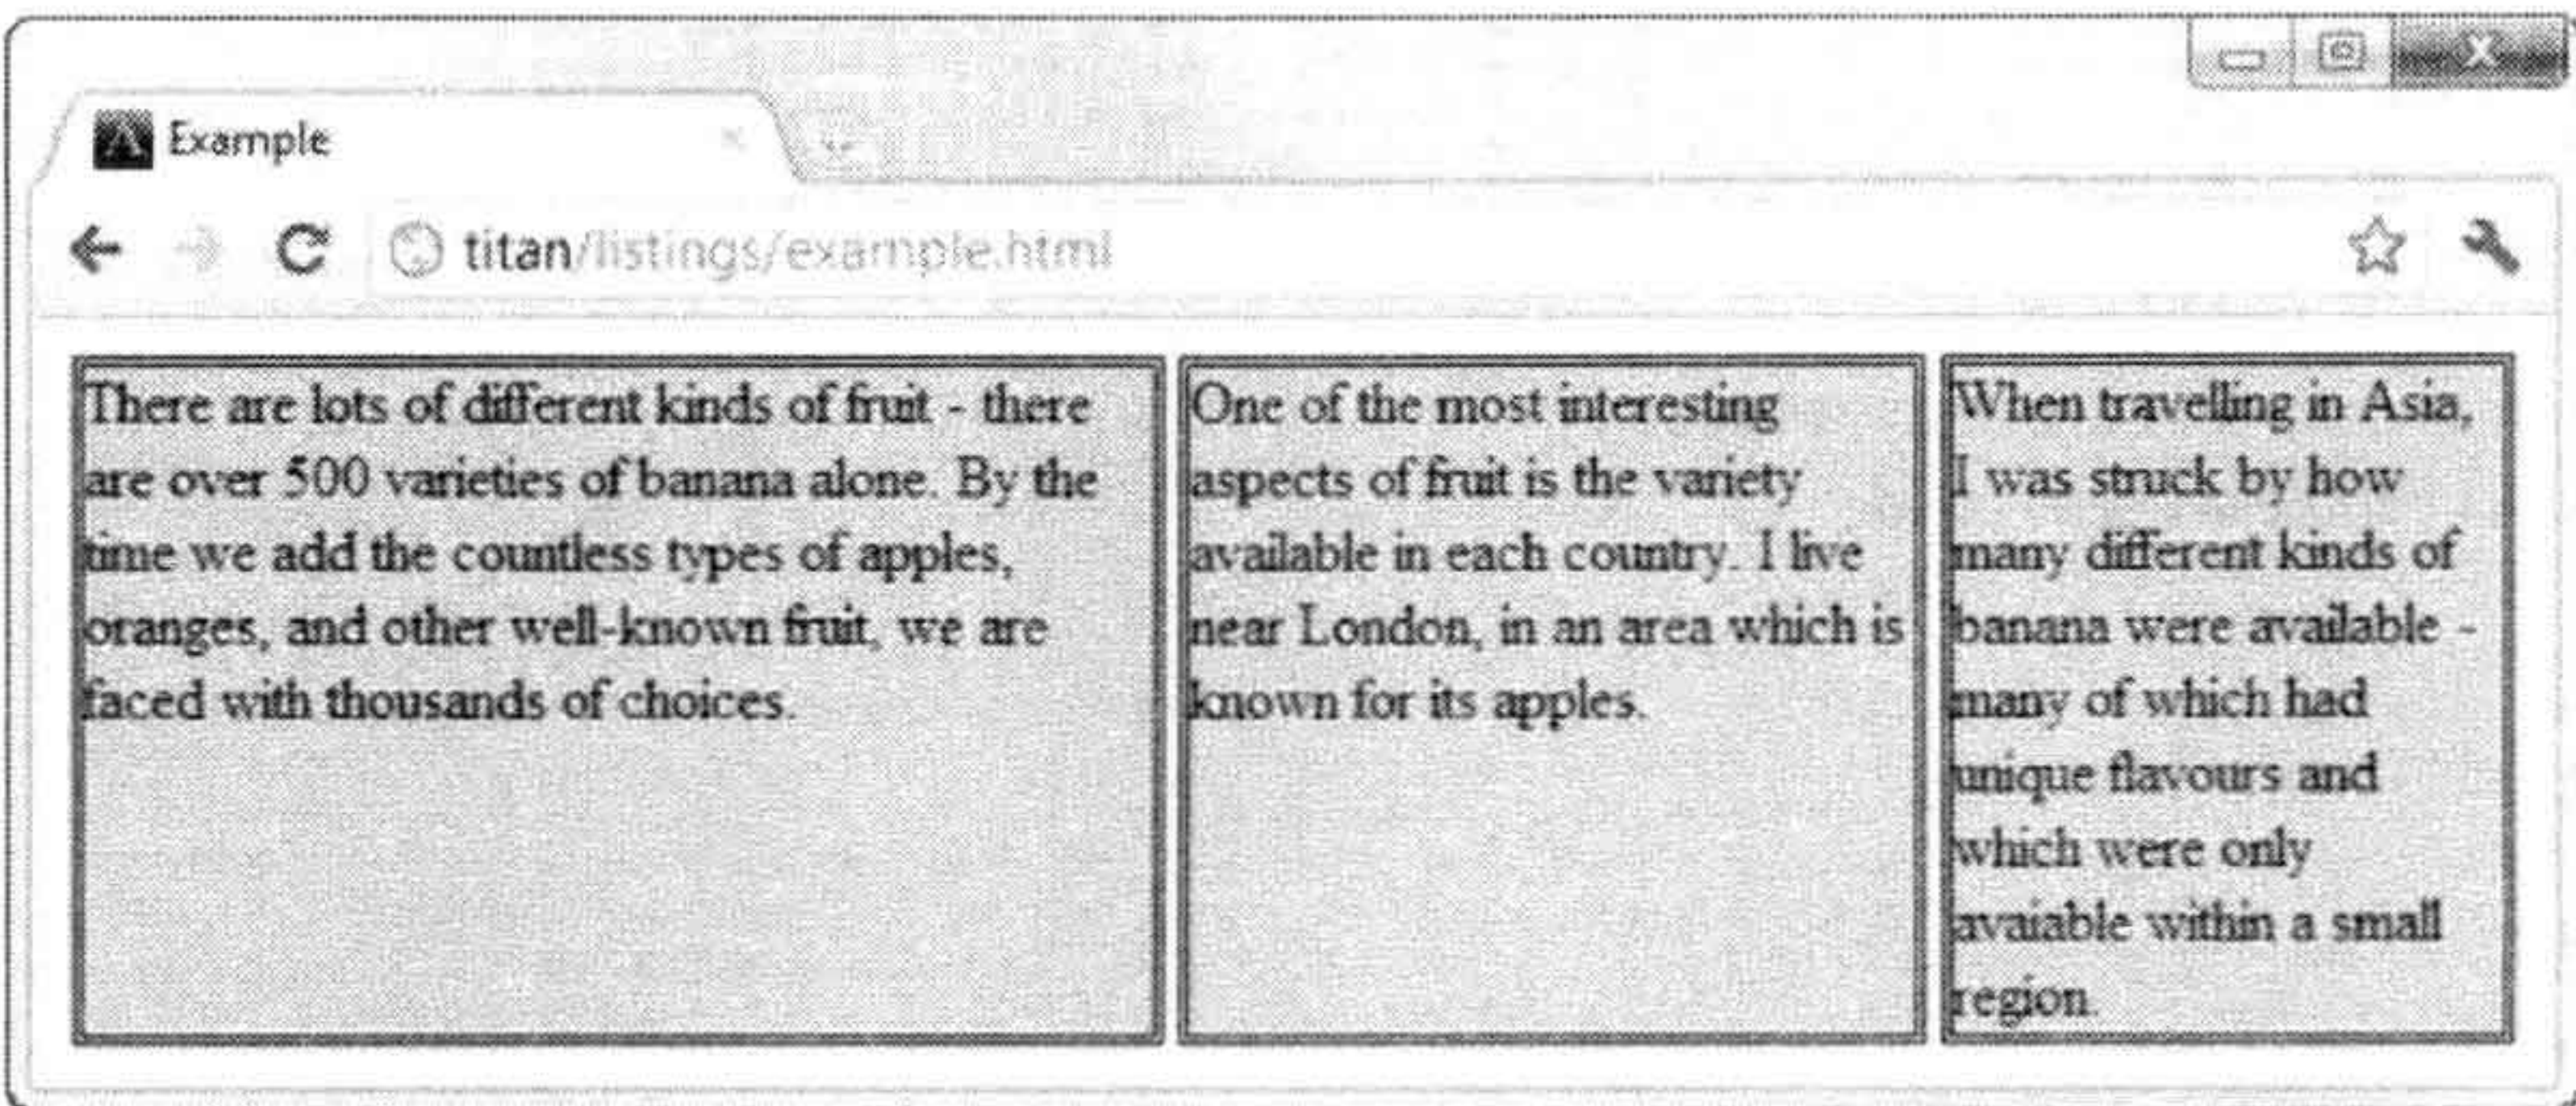 Example
titan/listings/example.html
There are lots of different kinds of fruit - there
are over 500 varieties of banana alone. By the
time we add the countless types of apples,
oranges, and other well-known fruit, we are
faced with thousands of choices.
One of the most interesting
aspects of fruit is the variety
available in each country. I live
near London, in an area which is
known for its apples.
When travelling in Asia,
I was struck by how
many different kinds of
banana were available -
many of which had
unique flavours and
which were only
avaiable within a small
region.